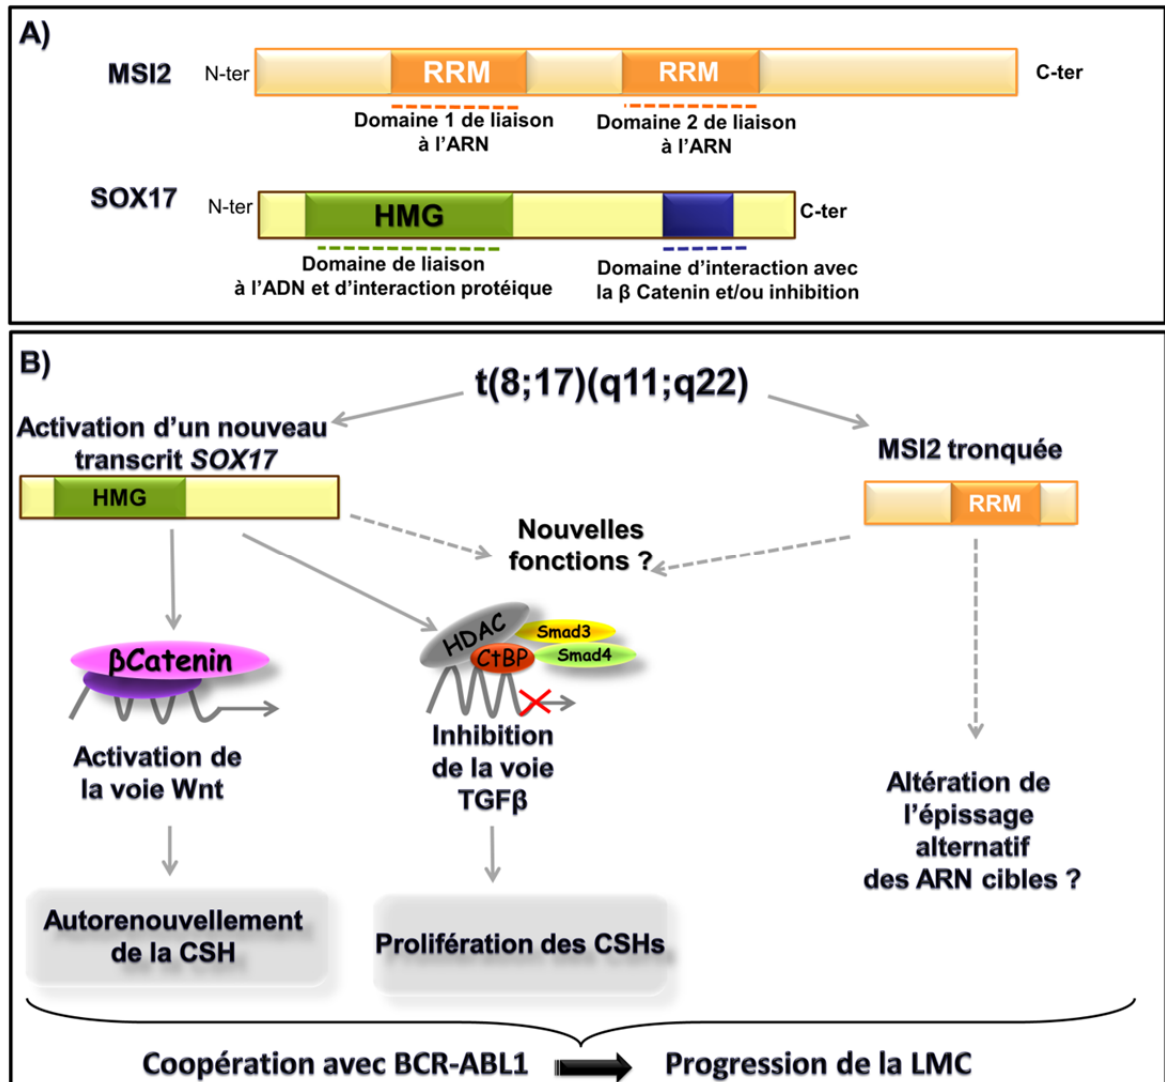 A)
MSI2
N-ter
RRM
RRM
C-ter
Domaine 1 de liaison
à l'ARN
Domaine 2 de liaison
à l'ARN
SOX17
N-ter
HMG
C-ter
Domaine de liaison
à l'ADN et d'interaction protéique
Domaine d'interaction avec
la β Catenin et/ou inhibition
B)
t(8;17)(q11;q22)
Activation d'un nouveau
transcrit SOX17
HMG
MSI2 tronquée
RRM
Nouvelles
fonctions ?
βCatenin
HDAC
CtBP
Smad3
Smad4
Activation de
la voie Wnt
Inhibition
de la voie
TGFβ
Altération de
l'épissage
alternatif
des ARN cibles ?
Autorenouvellement
de la CSH
Prolifération des CSHs
Coopération avec BCR-ABL1
Progression de la LMC